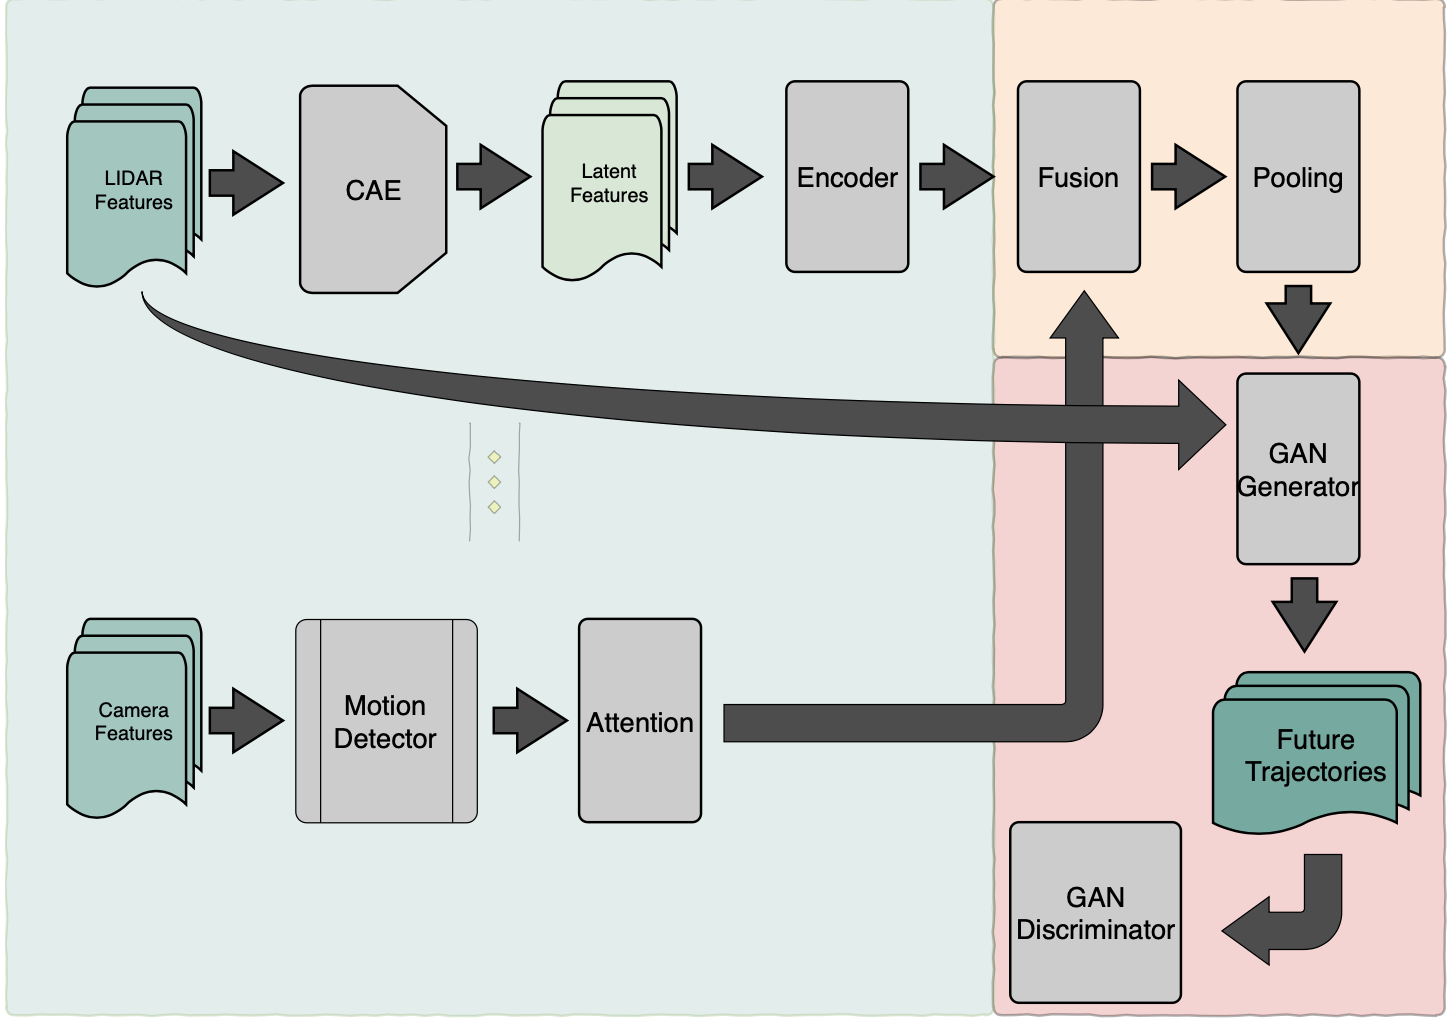 LIDAR
Features
CAE
Latent
Features
Encoder
Fusion
Pooling
GAN
Generator
Camera
Features
Motion
Detector
Attention
Future
Trajectories
GAN
Discriminator